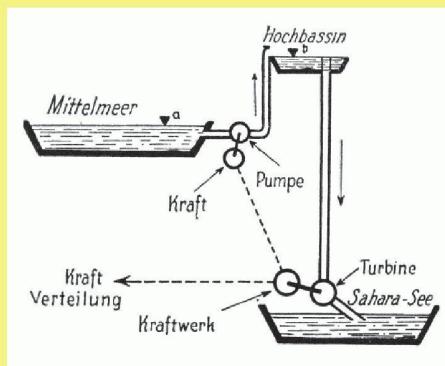 Hochbassin
b
Mittelmeer
a
Pumpe
Kraft
Turbine
Kraft
Verteilung
Sahara-See
Kraftwerk